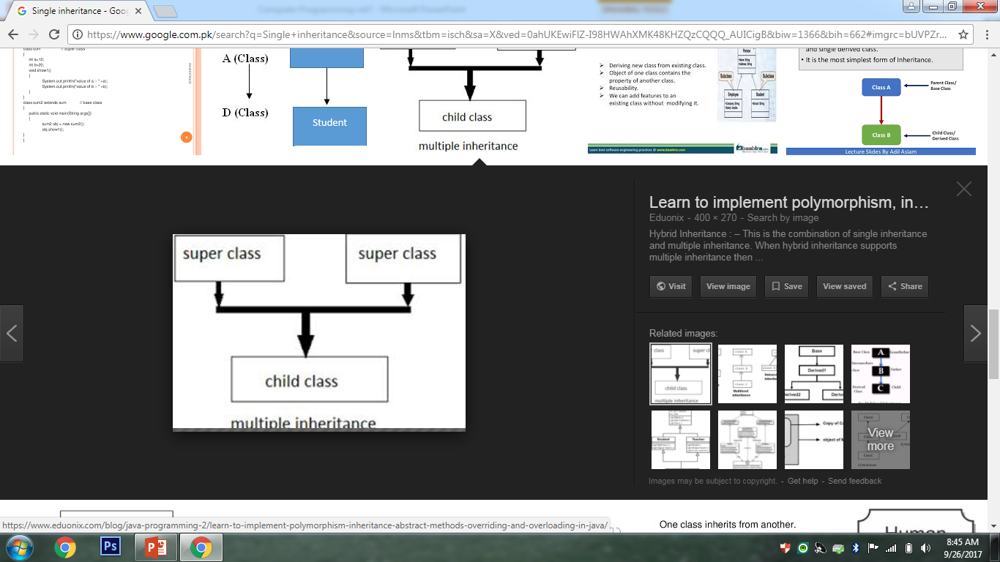 Computer Programming
Microsoft PowerPoint
Single inheritance - Goo
https://www.google.com.pk/search?q=Single+inheritance&source=lnms&tbm=isch&sa=X&ved=0ahUKEwiFlZ-I98HWAhXMK48KHZQzCQQQ_AUICigB&biw=1366&bih=662#imgrc=bUVPZr...
class sum // Super class
{
int a=10;
int b=20;
void show1()
{
System.out.println("value of a :- " +a);
System.out.println("value of b :- " +b);
}
}
class sum2 extends sum // base class
{
public static void main(String args[])
{
sum2 obj = new sum2();
obj.show1();
}
}
A (Class)
D (Class)
Student
child class
multiple inheritance
Deriving new class from existing class.
Object of one class contains the
property of another class.
Reusability.
We can add features to an
existing class without modifying it.
Person
Subclass
Subclass
Employee
Student
Learn best software engineering practices @ www.baabtra.com
baabtra.com
and single derived class.
• It is the most simplest form of Inheritance.
Class A
Parent Class/
Base Class
Class B
Child Class/
Derived Class
Lecture Slides By Adil Aslam
super class
super class
child class
multiple inheritance
Learn to implement polymorphism, in…
Eduonix - 400 × 270 - Search by image
Hybrid Inheritance : – This is the combination of single inheritance
and multiple inheritance. When hybrid inheritance supports
multiple inheritance then ...
Visit
View image
Save
View saved
Share
Related images:
class
super cl
child class
multiple inheritance
Base
Derived1
Base Class
A
Grandfather
Intermediate
class
B
Father
Derived
Class
C
Child
Student
Teacher
Copy of C
object of
View
more
Images may be subject to copyright. - Get help - Send feedback
https://www.eduonix.com/blog/java-programming-2/learn-to-implement-polymorphism-inheritance-abstract-methods-overriding-and-overloading-in-java/
One class inherits from another.
Human
Ps
8:45 AM
9/26/2017